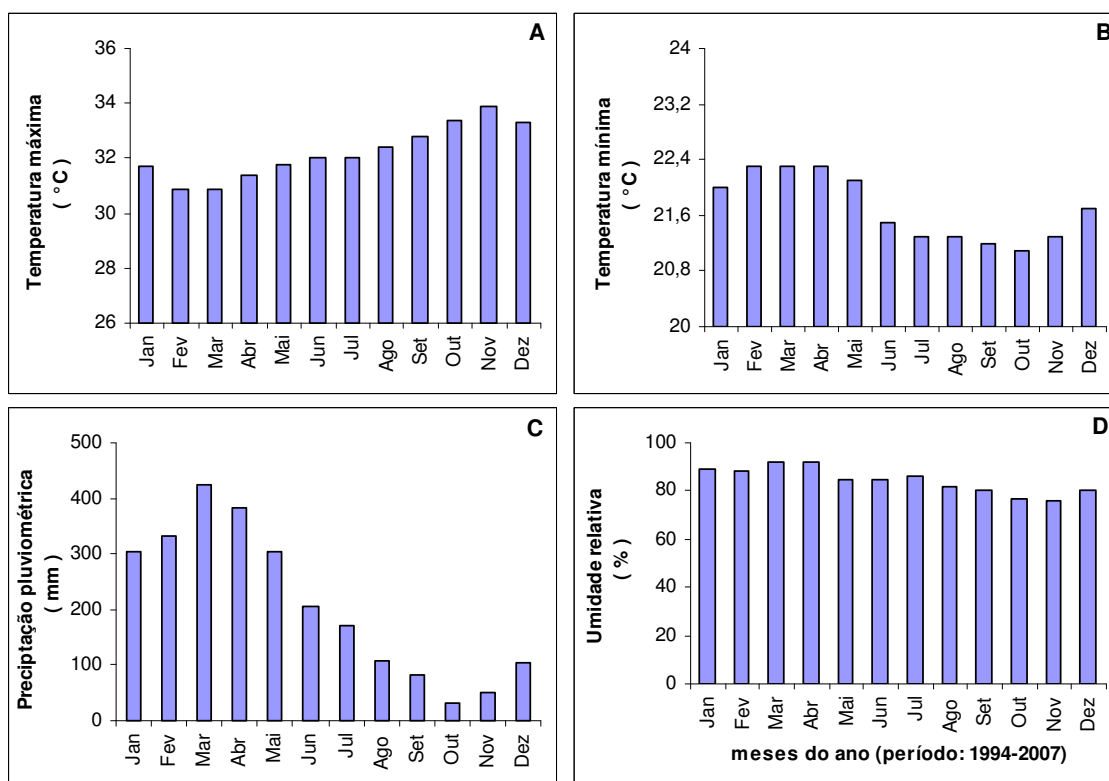 A
Temperatura máxima
( °C )
36
34
32
30
28
26
Jan Fev Mar Abr Mai Jun Jul Ago Set Out Nov Dez
B
Temperatura mínima
( °C )
24
23,2
22,4
21,6
20,8
20
Jan Fev Mar Abr Mai Jun Jul Ago Set Out Nov Dez
C
Preciptação pluviométrica
( mm )
500
400
300
200
100
0
Jan Fev Mar Abr Mai Jun Jul Ago Set Out Nov Dez
D
Umidade relativa
( % )
100
80
60
40
20
0
Jan Fev Mar Abr Mai Jun Jul Ago Set Out Nov Dez
meses do ano (período: 1994-2007)